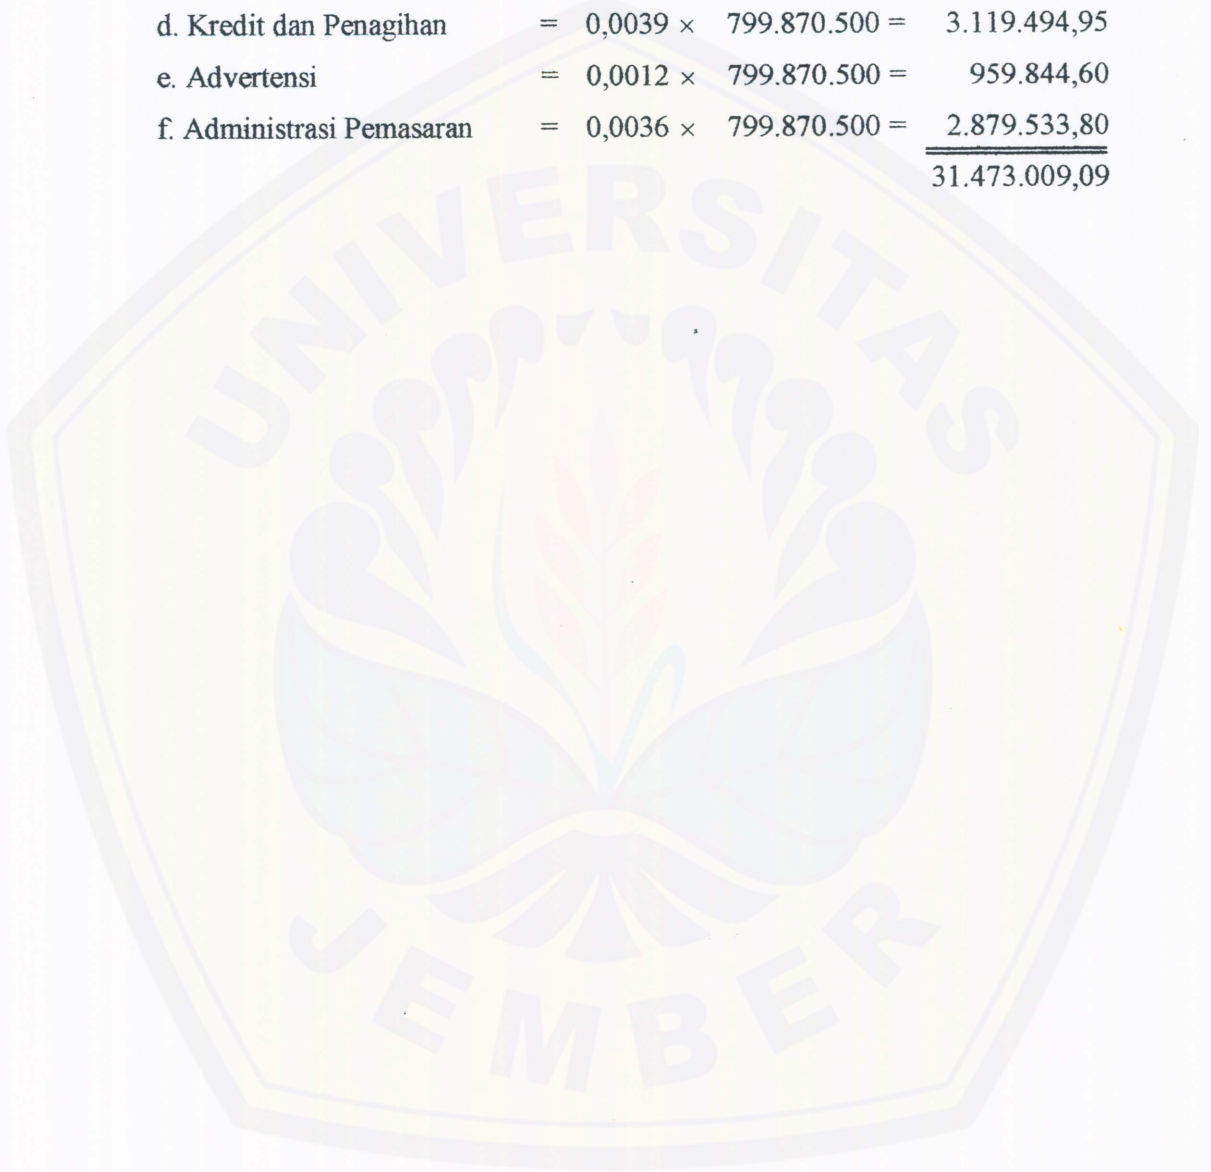 d. Kredit dan Penagihan = 0,0039 × 799.870.500 = 3.119.494,95
e. Advertensi = 0,0012 × 799.870.500 = 959.844,60
f. Administrasi Pemasaran = 0,0036 × 799.870.500 = 2.879.533,80
31.473.009,09
UNIVERSITAS
JEMBER